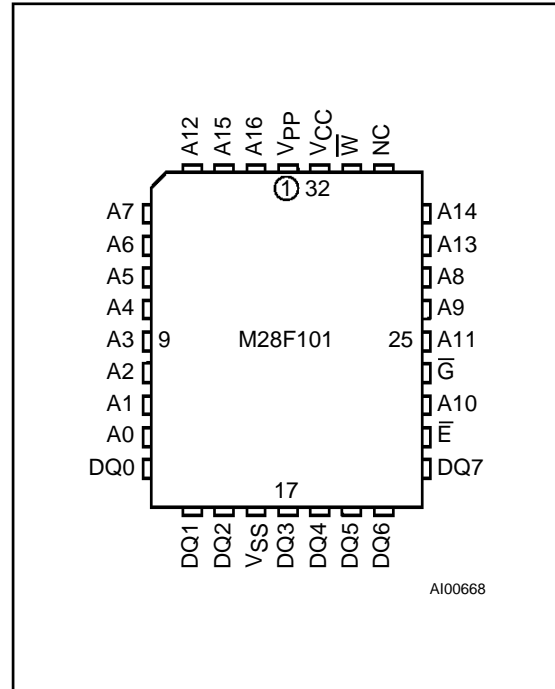 A12 A15 A16 VPP VCC W̅ NC
1 32
A7 A14
A6 A13
A5 A8
A4 A9
A3 9 M28F101 25 A11
A2 G̅
A1 A10
A0 E̅
DQ0 DQ7
17
DQ1 DQ2 VSS DQ3 DQ4 DQ5 DQ6
AI00668